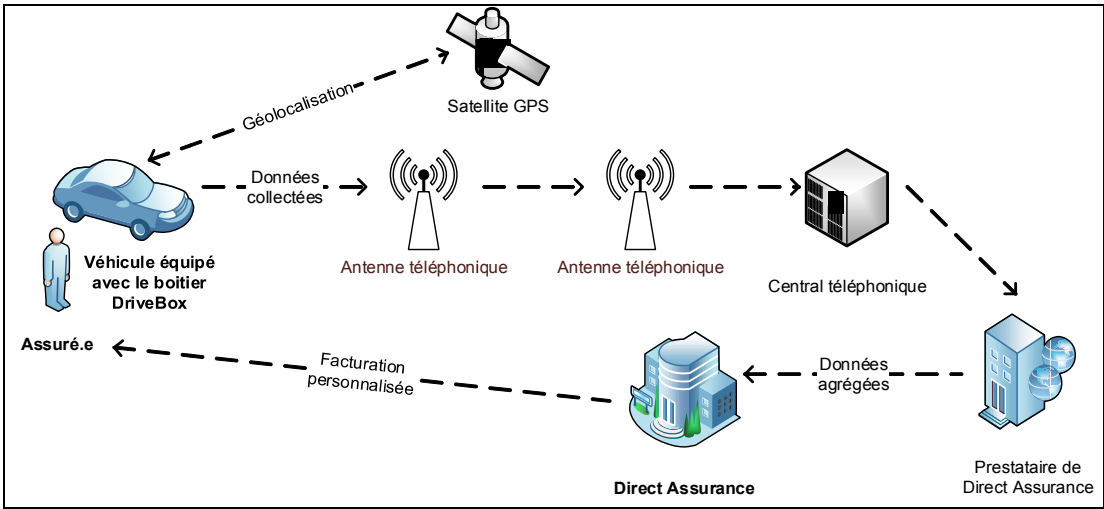 Géolocalisation
Satellite GPS
Données
collectées
Antenne téléphonique
Antenne téléphonique
Central téléphonique
Véhicule équipé
avec le boitier
DriveBox
Assuré.e
Facturation
personnalisée
Données
agrégées
Direct Assurance
Prestataire de
Direct Assurance